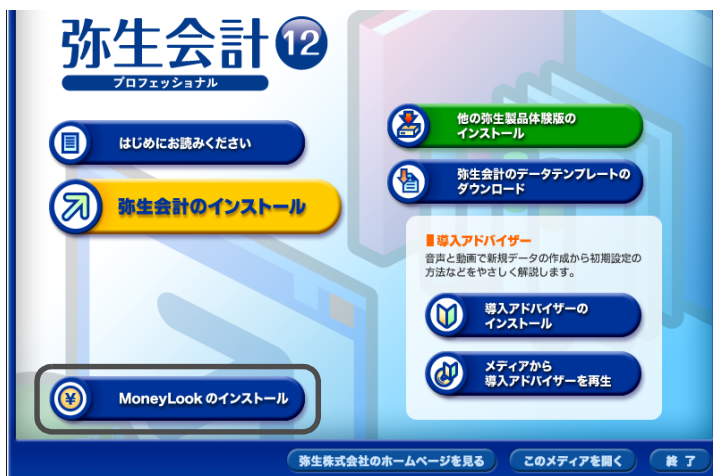 弥生会計 12
プロフェッショナル
はじめにお読みください
弥生会計のインストール
MoneyLook のインストール
他の弥生製品体験版の
インストール
弥生会計のデータテンプレートの
ダウンロード
導入アドバイザー
音声と動画で新規データの作成から初期設定の
方法などをやさしく解説します。
導入アドバイザーの
インストール
メディアから
導入アドバイザーを再生
弥生株式会社のホームページを見る
このメディアを開く
終 了